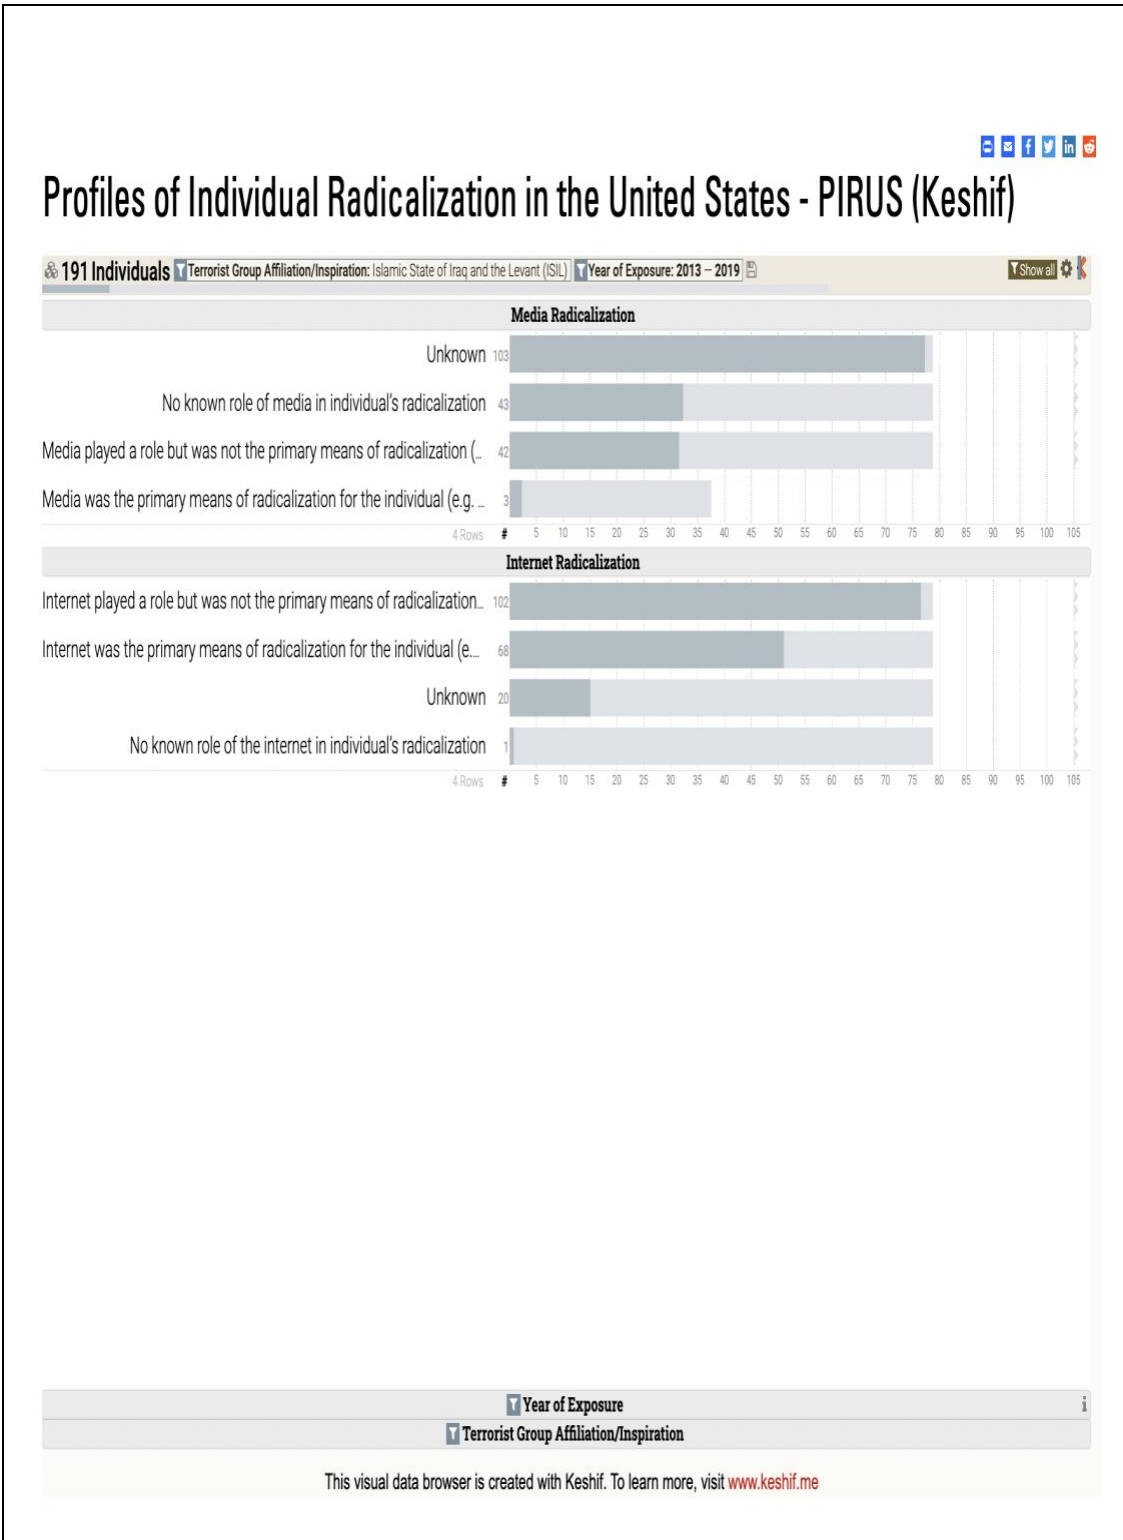 Profiles of Individual Radicalization in the United States - PIRUS (Keshif)
191 Individuals Terrorist Group Affiliation/Inspiration: Islamic State of Iraq and the Levant (ISIL) Year of Exposure: 2013 – 2019 Show all
Media Radicalization
Unknown 103
No known role of media in individual's radicalization 43
Media played a role but was not the primary means of radicalization (... 42
Media was the primary means of radicalization for the individual (e.g. ... 3
4 Rows # 5 10 15 20 25 30 35 40 45 50 55 60 65 70 75 80 85 90 95 100 105
Internet Radicalization
Internet played a role but was not the primary means of radicalization... 102
Internet was the primary means of radicalization for the individual (e... 68
Unknown 20
No known role of the internet in individual's radicalization 1
4 Rows # 5 10 15 20 25 30 35 40 45 50 55 60 65 70 75 80 85 90 95 100 105
Year of Exposure
Terrorist Group Affiliation/Inspiration
This visual data browser is created with Keshif. To learn more, visit www.keshif.me